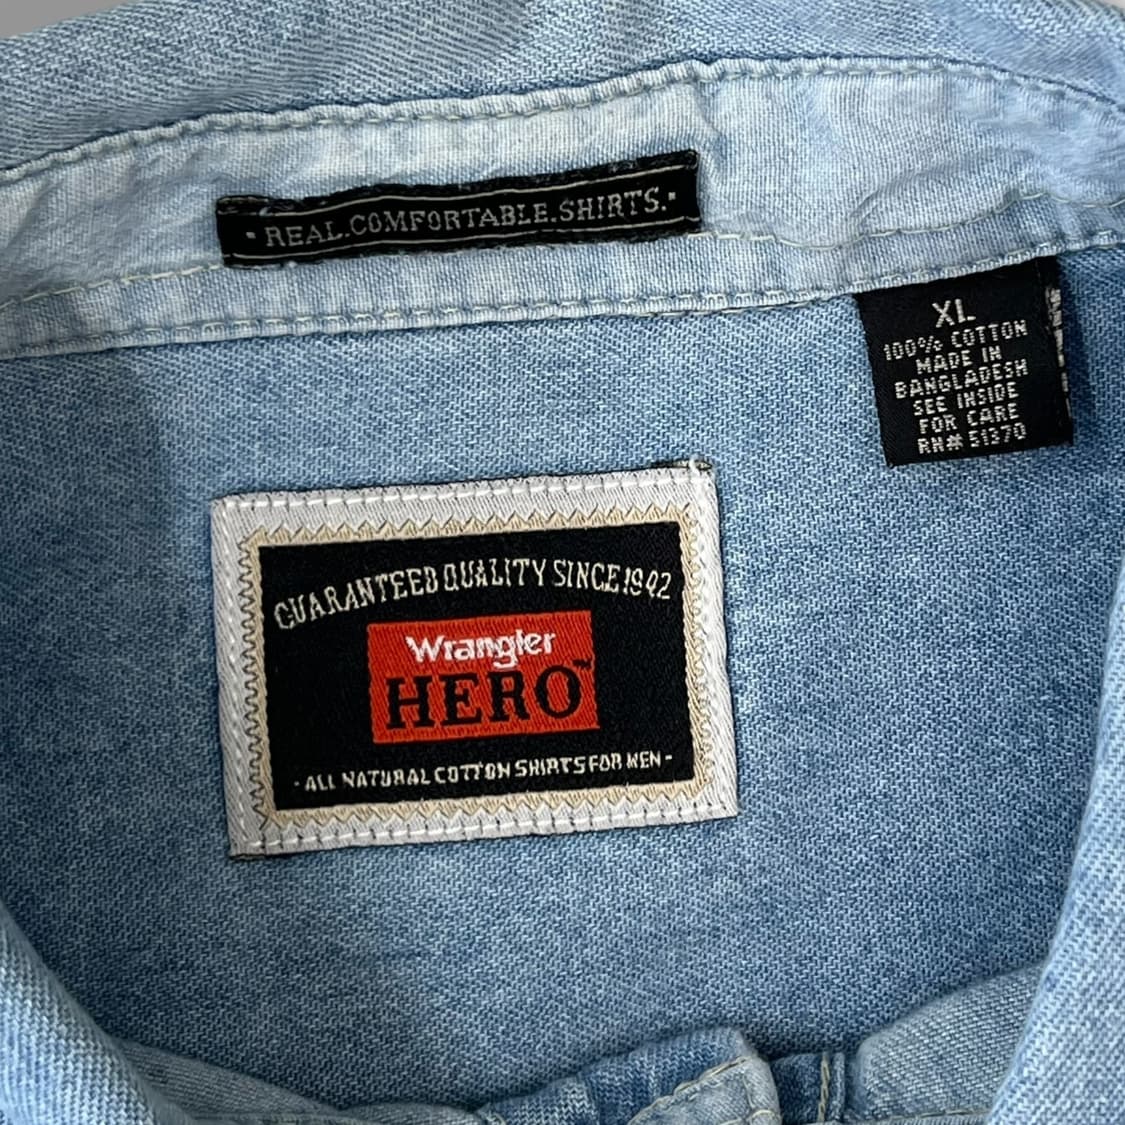 · REAL.COMFORTABLE.SHIRTS. ·
XL
100% COTTON
MADE IN
BANGLADESH
SEE INSIDE
FOR CARE
RN# 51370
GUARANTEED QUALITY SINCE 1942
Wrangler
HERO™
- ALL NATURAL COTTON SHIRTS FOR MEN -